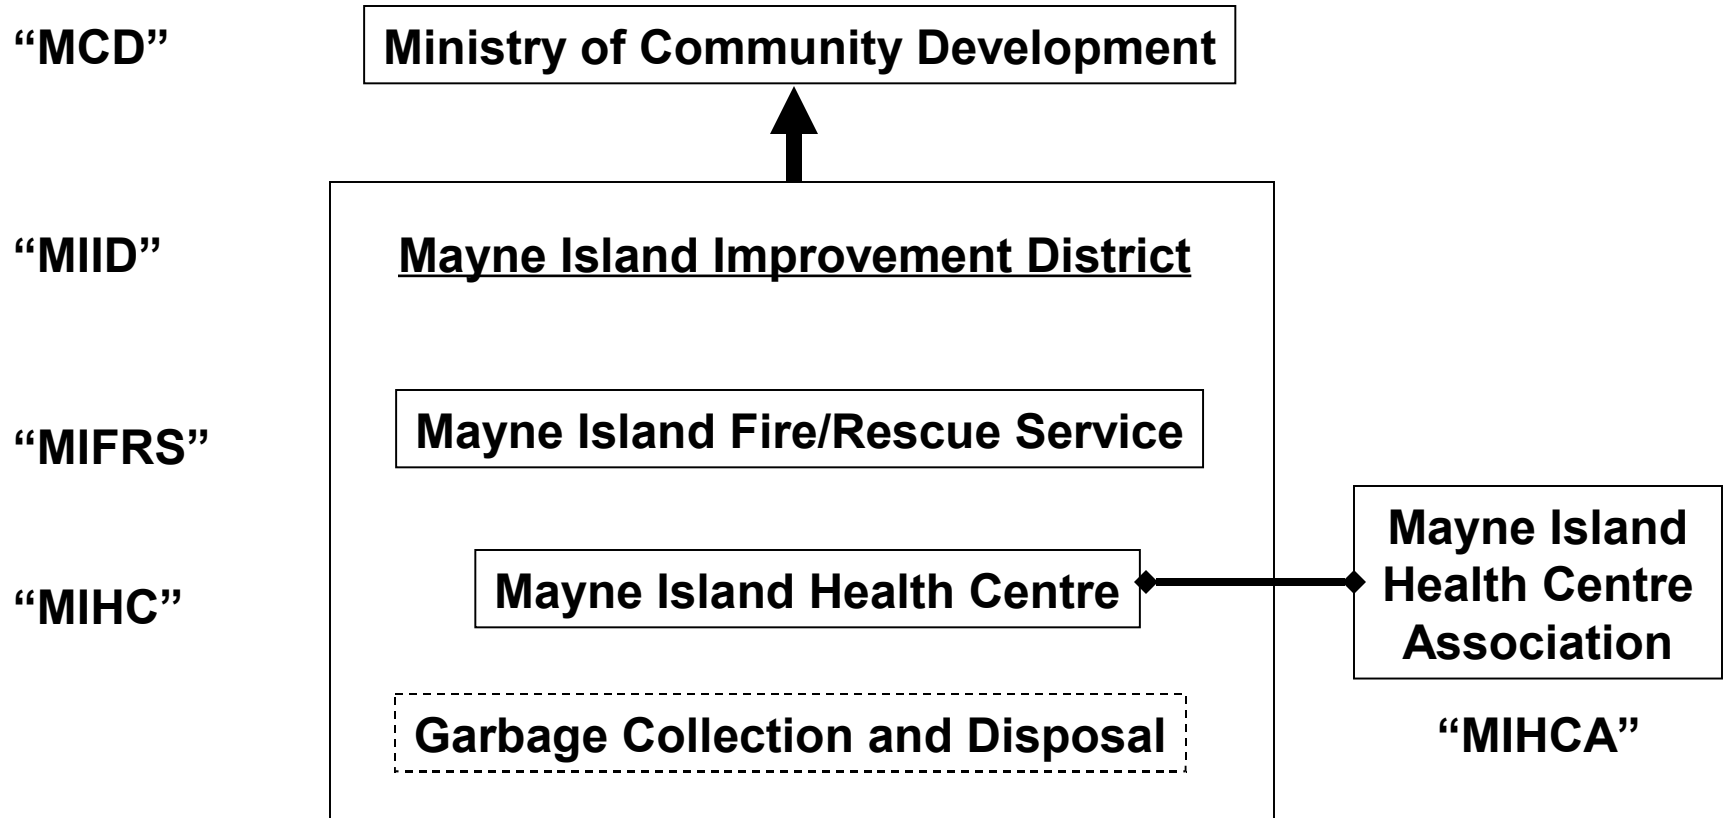 “MCD”
Ministry of Community Development
“MIID”
Mayne Island Improvement District
“MIFRS”
Mayne Island Fire/Rescue Service
“MIHC”
Mayne Island Health Centre
Mayne Island
Health Centre
Association
Garbage Collection and Disposal
“MIHCA”